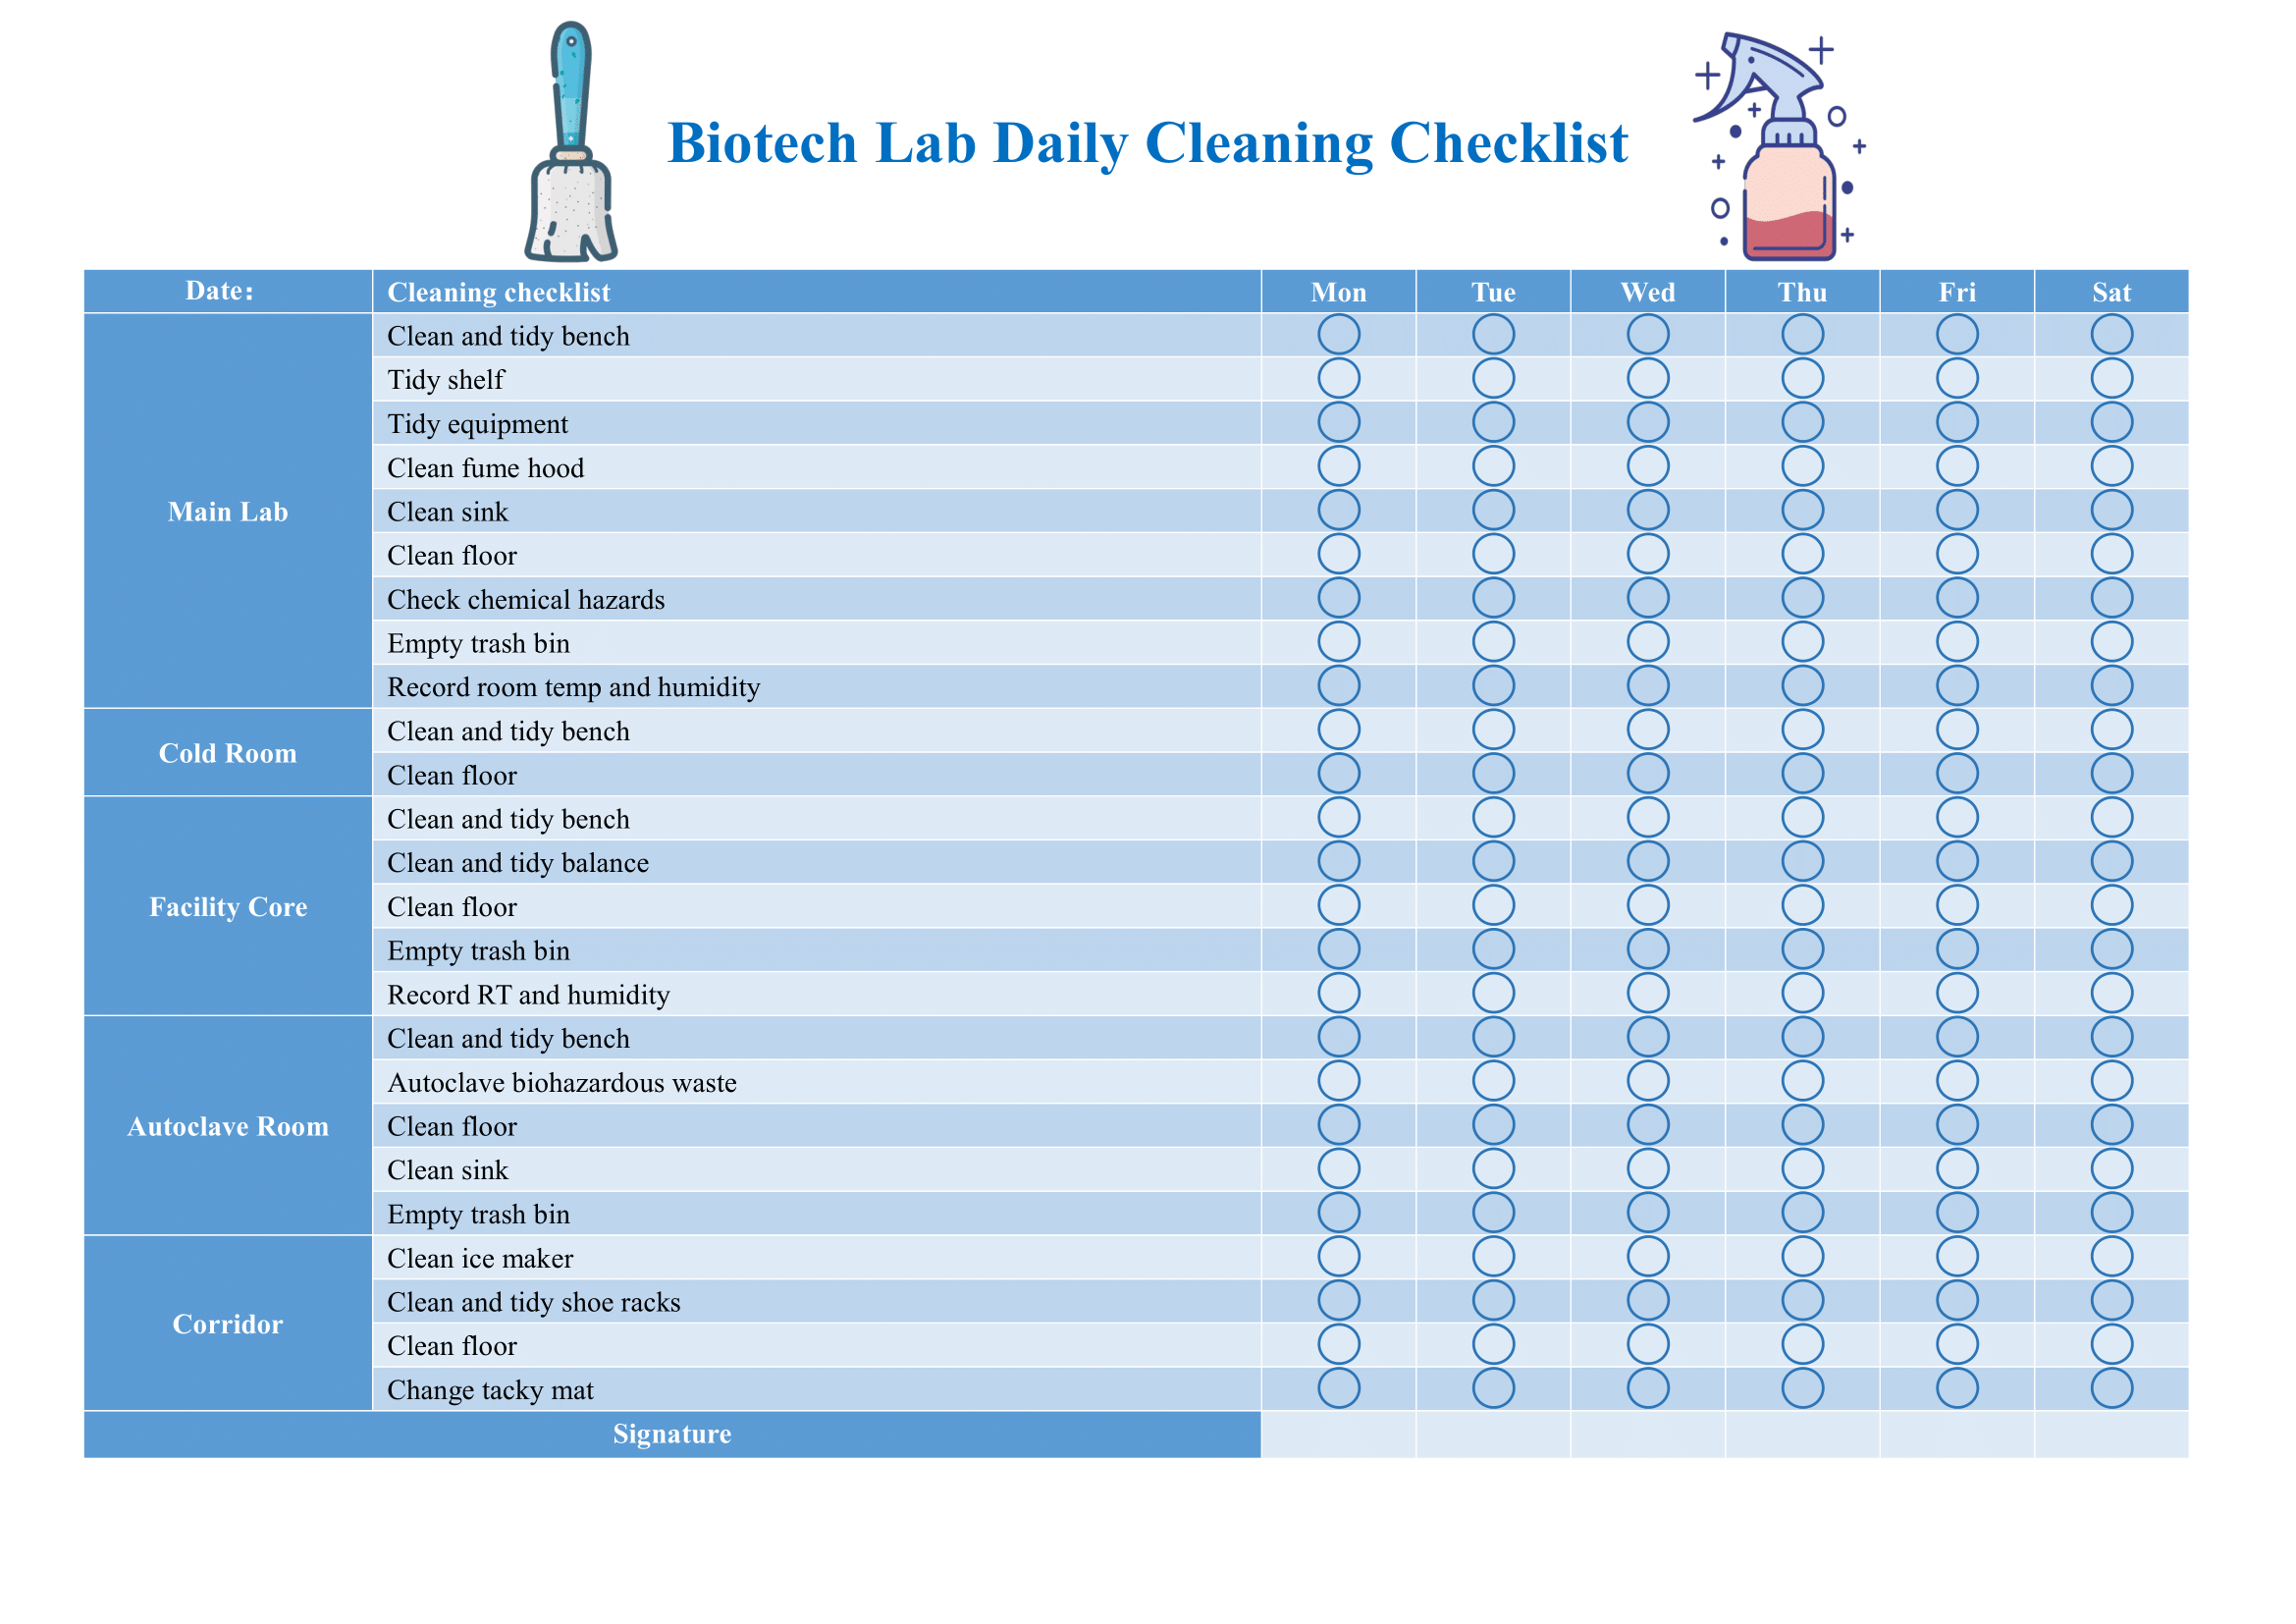 Biotech Lab Daily Cleaning Checklist
Date： Cleaning checklist Mon Tue Wed Thu Fri Sat
Main Lab
Clean and tidy bench
Tidy shelf
Tidy equipment
Clean fume hood
Clean sink
Clean floor
Check chemical hazards
Empty trash bin
Record room temp and humidity
Cold Room
Clean and tidy bench
Clean floor
Facility Core
Clean and tidy bench
Clean and tidy balance
Clean floor
Empty trash bin
Record RT and humidity
Autoclave Room
Clean and tidy bench
Autoclave biohazardous waste
Clean floor
Clean sink
Empty trash bin
Corridor
Clean ice maker
Clean and tidy shoe racks
Clean floor
Change tacky mat
Signature